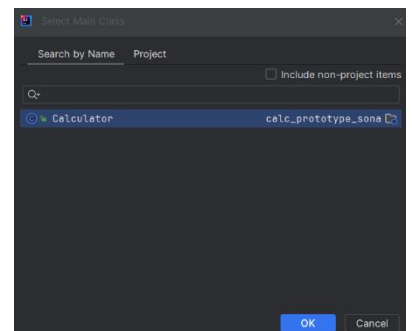 Select Main Class
Search by Name Project
Include non-project items
Calculator calc_prototype_sona
OK Cancel